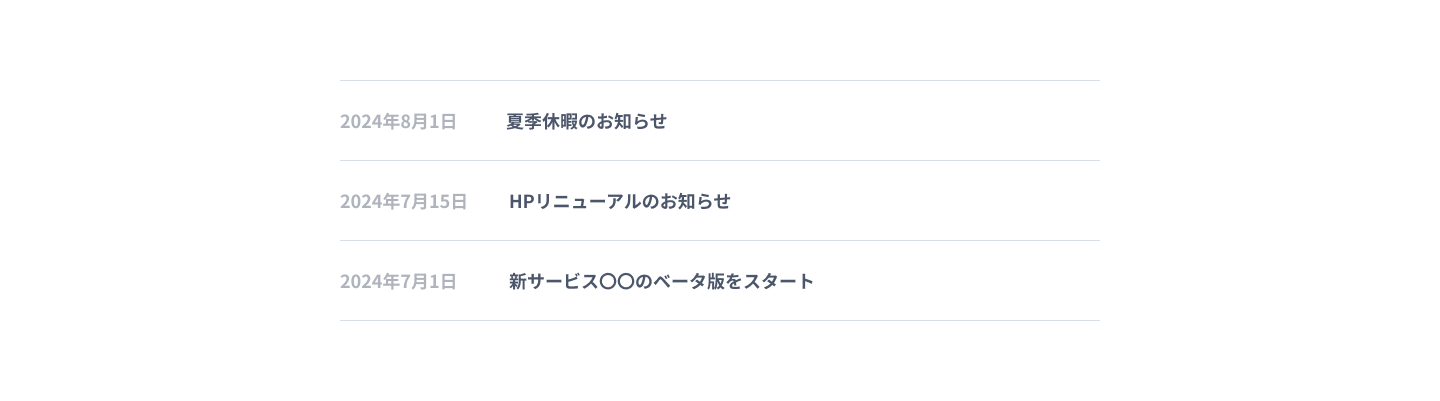 2024年8月1日 夏季休暇のお知らせ
2024年7月15日 HPリニューアルのお知らせ
2024年7月1日 新サービス〇〇のベータ版をスタート